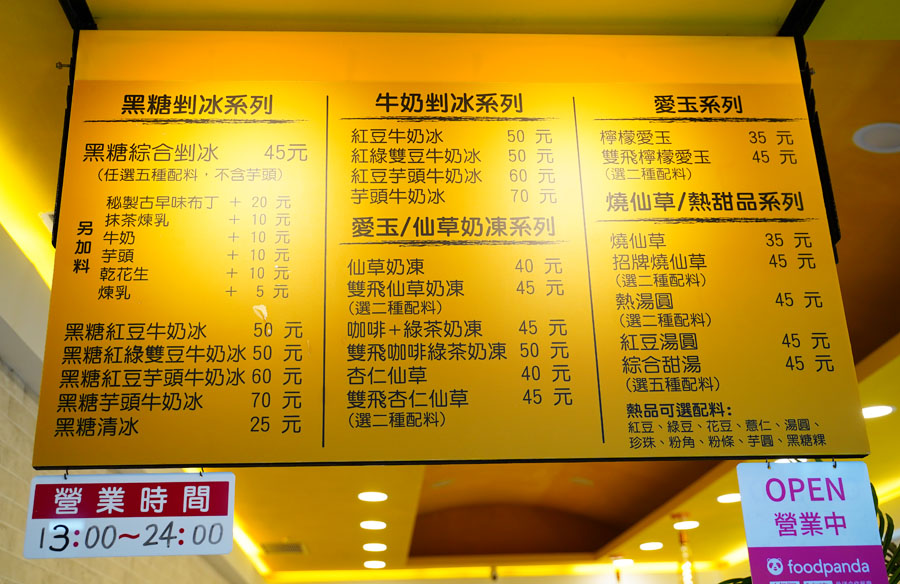 黑糖剉冰系列
黑糖綜合剉冰 45元
(任選五種配料，不含芋頭)
另加料
秘製古早味布丁 + 20 元
抹茶煉乳 + 10 元
牛奶 + 10 元
芋頭 + 10 元
乾花生 + 10 元
煉乳 + 5 元
黑糖紅豆牛奶冰 50 元
黑糖紅綠雙豆牛奶冰 50 元
黑糖紅豆芋頭牛奶冰 60 元
黑糖芋頭牛奶冰 70 元
黑糖清冰 25 元
牛奶剉冰系列
紅豆牛奶冰 50 元
紅綠雙豆牛奶冰 50 元
紅豆芋頭牛奶冰 60 元
芋頭牛奶冰 70 元
愛玉/仙草奶凍系列
仙草奶凍 40 元
雙飛仙草奶凍 45 元
(選二種配料)
咖啡+綠茶奶凍 45 元
雙飛咖啡綠茶奶凍 50 元
杏仁仙草 40 元
雙飛杏仁仙草 45 元
(選二種配料)
愛玉系列
檸檬愛玉 35 元
雙飛檸檬愛玉 45 元
(選二種配料)
燒仙草/熱甜品系列
燒仙草 35 元
招牌燒仙草 45 元
(選二種配料)
熱湯圓 45 元
(選二種配料)
紅豆湯圓 45 元
綜合甜湯 45 元
(選五種配料)
熱品可選配料:
紅豆、綠豆、花豆、薏仁、湯圓、
珍珠、粉角、粉條、芋圓、黑糖粿
營業時間
13:00～24:00
OPEN
營業中
foodpanda